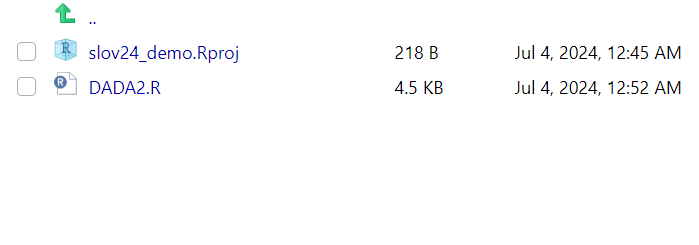 ..
slov24_demo.Rproj 218 B Jul 4, 2024, 12:45 AM
DADA2.R 4.5 KB Jul 4, 2024, 12:52 AM